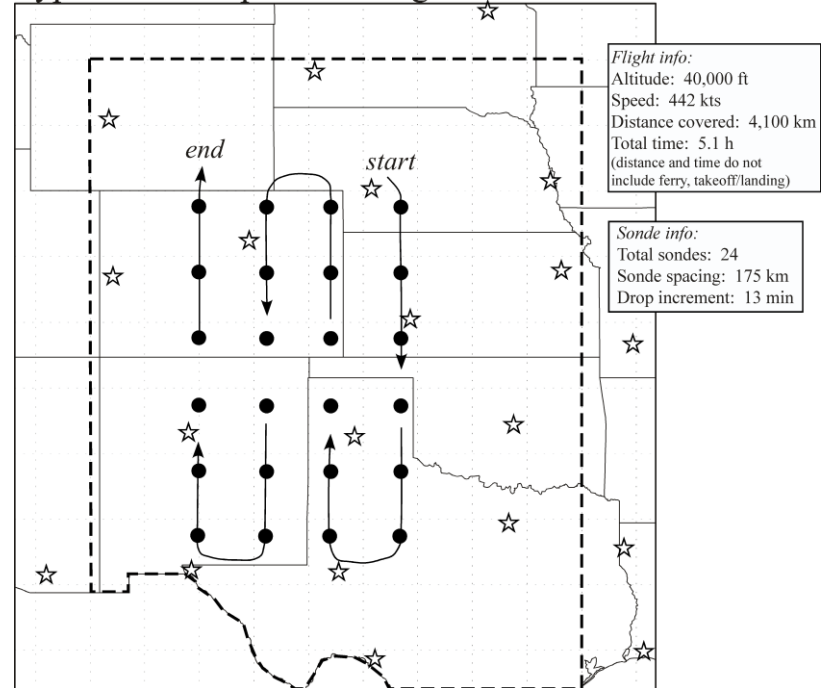 end
start
Flight info:
Altitude: 40,000 ft
Speed: 442 kts
Distance covered: 4,100 km
Total time: 5.1 h
(distance and time do not
include ferry, takeoff/landing)
Sonde info:
Total sondes: 24
Sonde spacing: 175 km
Drop increment: 13 min